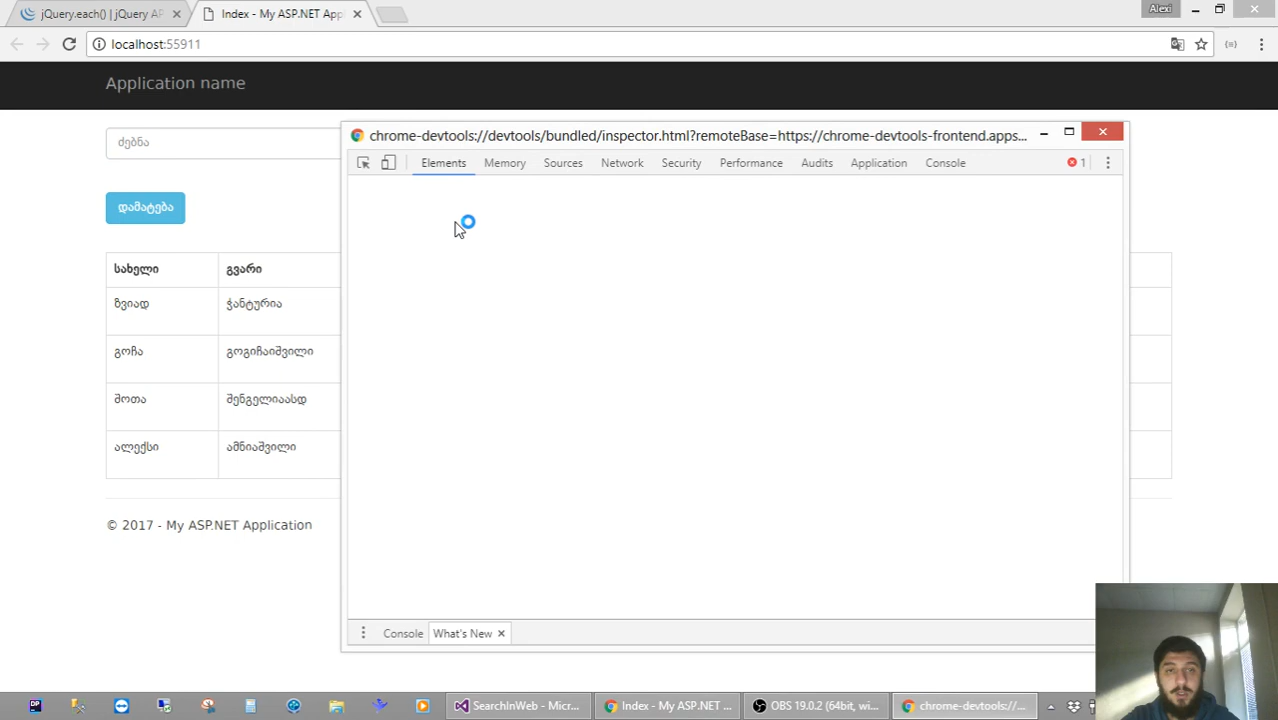 jQuery.each() | jQuery AP
Index - My ASP.NET App
Alexi
localhost:55911
Application name
ძებნა
chrome-devtools://devtools/bundled/inspector.html?remoteBase=https://chrome-devtools-frontend.apps...
Elements Memory Sources Network Security Performance Audits Application Console 1
დამატება
სახელი გვარი
ზვიად ჭანტურია
გოჩა გოგიჩაიშვილი
შოთა შენგელიაასდ
ალექსი ამნიაშვილი
© 2017 - My ASP.NET Application
Console What's New
SearchInWeb - Micr... Index - My ASP.NET ... OBS 19.0.2 (64bit, wi... chrome-devtools://...